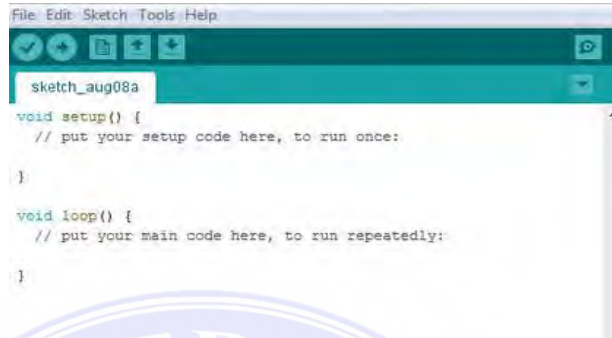 File Edit Sketch Tools Help
sketch_aug08a
void setup() {
// put your setup code here, to run once:
}
void loop() {
// put your main code here, to run repeatedly:
}